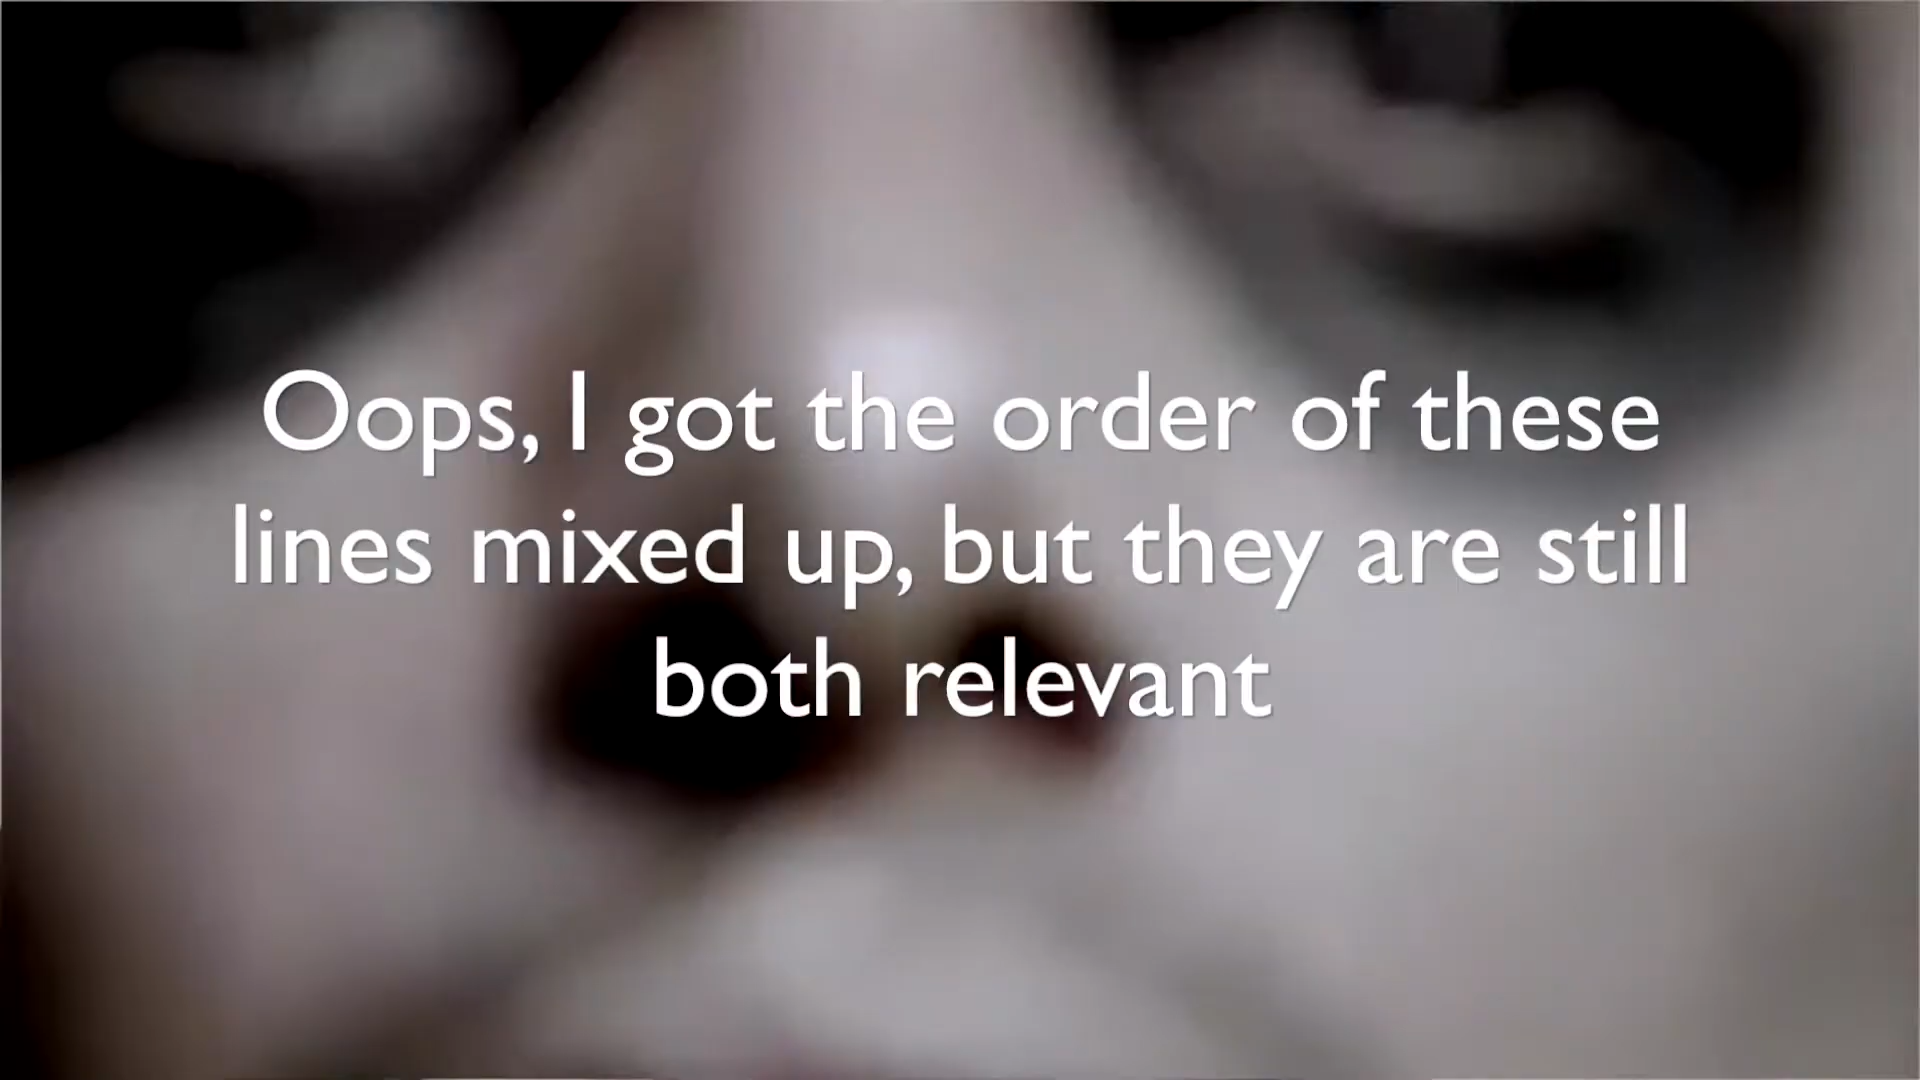 Oops, I got the order of these
lines mixed up, but they are still
both relevant